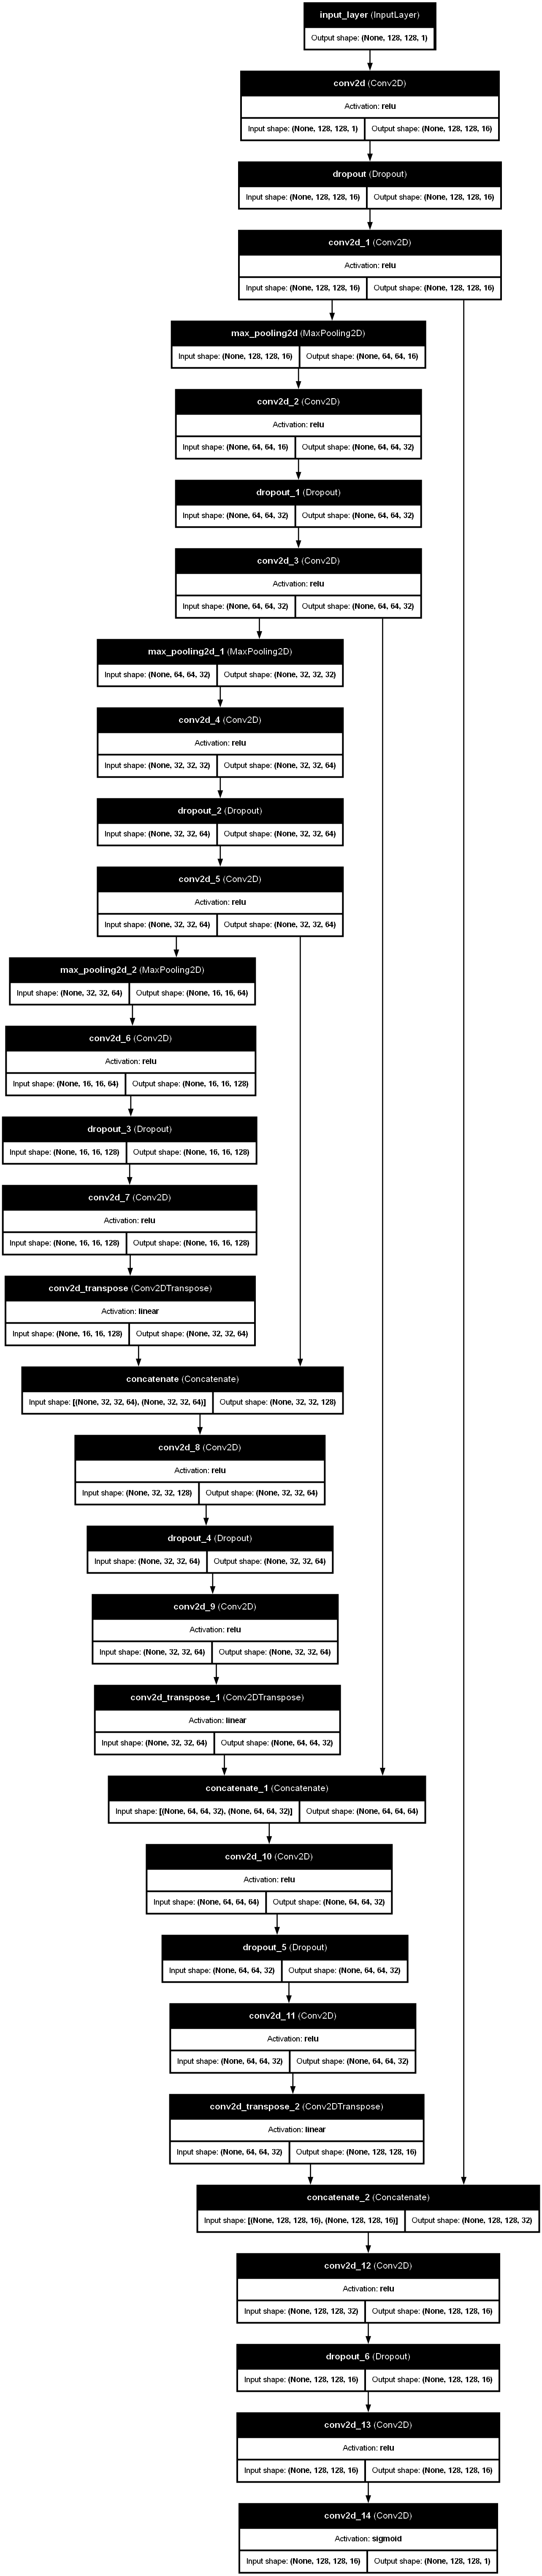 input_layer (InputLayer)
Output shape: (None, 128, 128, 1)
conv2d (Conv2D)
Activation: relu
Input shape: (None, 128, 128, 1) Output shape: (None, 128, 128, 16)
dropout (Dropout)
Input shape: (None, 128, 128, 16) Output shape: (None, 128, 128, 16)
conv2d_1 (Conv2D)
Activation: relu
Input shape: (None, 128, 128, 16) Output shape: (None, 128, 128, 16)
max_pooling2d (MaxPooling2D)
Input shape: (None, 128, 128, 16) Output shape: (None, 64, 64, 16)
conv2d_2 (Conv2D)
Activation: relu
Input shape: (None, 64, 64, 16) Output shape: (None, 64, 64, 32)
dropout_1 (Dropout)
Input shape: (None, 64, 64, 32) Output shape: (None, 64, 64, 32)
conv2d_3 (Conv2D)
Activation: relu
Input shape: (None, 64, 64, 32) Output shape: (None, 64, 64, 32)
max_pooling2d_1 (MaxPooling2D)
Input shape: (None, 64, 64, 32) Output shape: (None, 32, 32, 32)
conv2d_4 (Conv2D)
Activation: relu
Input shape: (None, 32, 32, 32) Output shape: (None, 32, 32, 64)
dropout_2 (Dropout)
Input shape: (None, 32, 32, 64) Output shape: (None, 32, 32, 64)
conv2d_5 (Conv2D)
Activation: relu
Input shape: (None, 32, 32, 64) Output shape: (None, 32, 32, 64)
max_pooling2d_2 (MaxPooling2D)
Input shape: (None, 32, 32, 64) Output shape: (None, 16, 16, 64)
conv2d_6 (Conv2D)
Activation: relu
Input shape: (None, 16, 16, 64) Output shape: (None, 16, 16, 128)
dropout_3 (Dropout)
Input shape: (None, 16, 16, 128) Output shape: (None, 16, 16, 128)
conv2d_7 (Conv2D)
Activation: relu
Input shape: (None, 16, 16, 128) Output shape: (None, 16, 16, 128)
conv2d_transpose (Conv2DTranspose)
Activation: linear
Input shape: (None, 16, 16, 128) Output shape: (None, 32, 32, 64)
concatenate (Concatenate)
Input shape: [(None, 32, 32, 64), (None, 32, 32, 64)] Output shape: (None, 32, 32, 128)
conv2d_8 (Conv2D)
Activation: relu
Input shape: (None, 32, 32, 128) Output shape: (None, 32, 32, 64)
dropout_4 (Dropout)
Input shape: (None, 32, 32, 64) Output shape: (None, 32, 32, 64)
conv2d_9 (Conv2D)
Activation: relu
Input shape: (None, 32, 32, 64) Output shape: (None, 32, 32, 64)
conv2d_transpose_1 (Conv2DTranspose)
Activation: linear
Input shape: (None, 32, 32, 64) Output shape: (None, 64, 64, 32)
concatenate_1 (Concatenate)
Input shape: [(None, 64, 64, 32), (None, 64, 64, 32)] Output shape: (None, 64, 64, 64)
conv2d_10 (Conv2D)
Activation: relu
Input shape: (None, 64, 64, 64) Output shape: (None, 64, 64, 32)
dropout_5 (Dropout)
Input shape: (None, 64, 64, 32) Output shape: (None, 64, 64, 32)
conv2d_11 (Conv2D)
Activation: relu
Input shape: (None, 64, 64, 32) Output shape: (None, 64, 64, 32)
conv2d_transpose_2 (Conv2DTranspose)
Activation: linear
Input shape: (None, 64, 64, 32) Output shape: (None, 128, 128, 16)
concatenate_2 (Concatenate)
Input shape: [(None, 128, 128, 16), (None, 128, 128, 16)] Output shape: (None, 128, 128, 32)
conv2d_12 (Conv2D)
Activation: relu
Input shape: (None, 128, 128, 32) Output shape: (None, 128, 128, 16)
dropout_6 (Dropout)
Input shape: (None, 128, 128, 16) Output shape: (None, 128, 128, 16)
conv2d_13 (Conv2D)
Activation: relu
Input shape: (None, 128, 128, 16) Output shape: (None, 128, 128, 16)
conv2d_14 (Conv2D)
Activation: sigmoid
Input shape: (None, 128, 128, 16) Output shape: (None, 128, 128, 1)